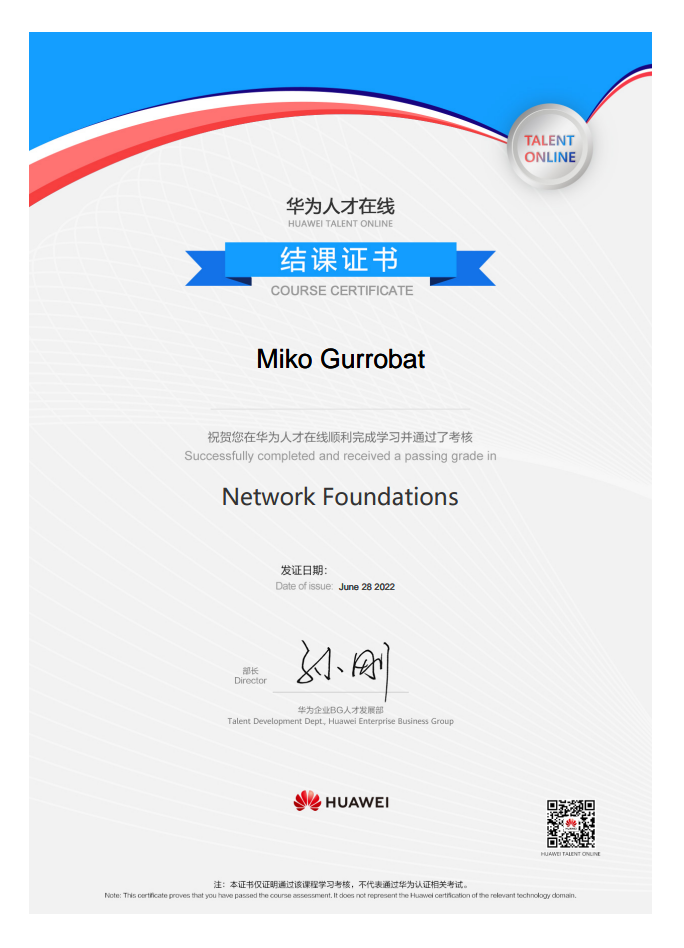 TALENT
ONLINE
华为人才在线
HUAWEI TALENT ONLINE
结课证书
COURSE CERTIFICATE
Miko Gurrobat
祝贺您在华为人才在线顺利完成学习并通过了考核
Successfully completed and received a passing grade in
Network Foundations
发证日期:
Date of issue: June 28 2022
部长
Director
孙刚
华为企业BG人才发展部
Talent Development Dept., Huawei Enterprise Business Group
HUAWEI
HUAWEI TALENT ONLINE
注：本证书仅证明通过该课程学习考核，不代表通过华为认证相关考试。
Note: This certificate proves that you have passed the course assessment. It does not represent the Huawei certification of the relevant technology domain.